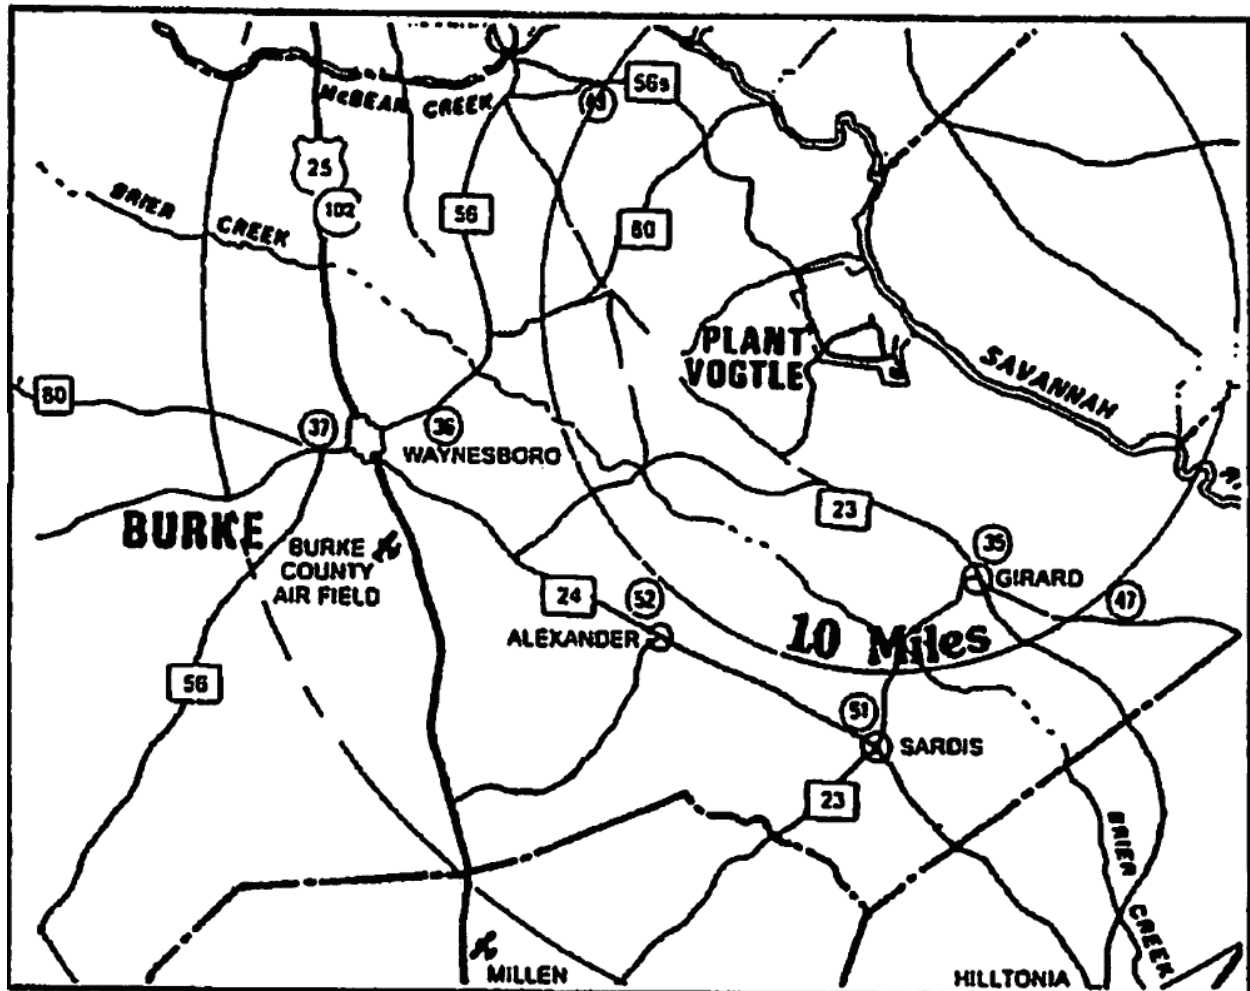 56s
43
McBEAN CREEK
25
102
BRIER CREEK
56
80
PLANT
VOGTLE
SAVANNAH
80
37
36
WAYNESBORO
BURKE
BURKE
COUNTY
AIR FIELD
23
35
GIRARD
24
52
47
ALEXANDER
10 Miles
56
51
SARDIS
23
BRIER CREEK
MILLEN
HILLTONIA